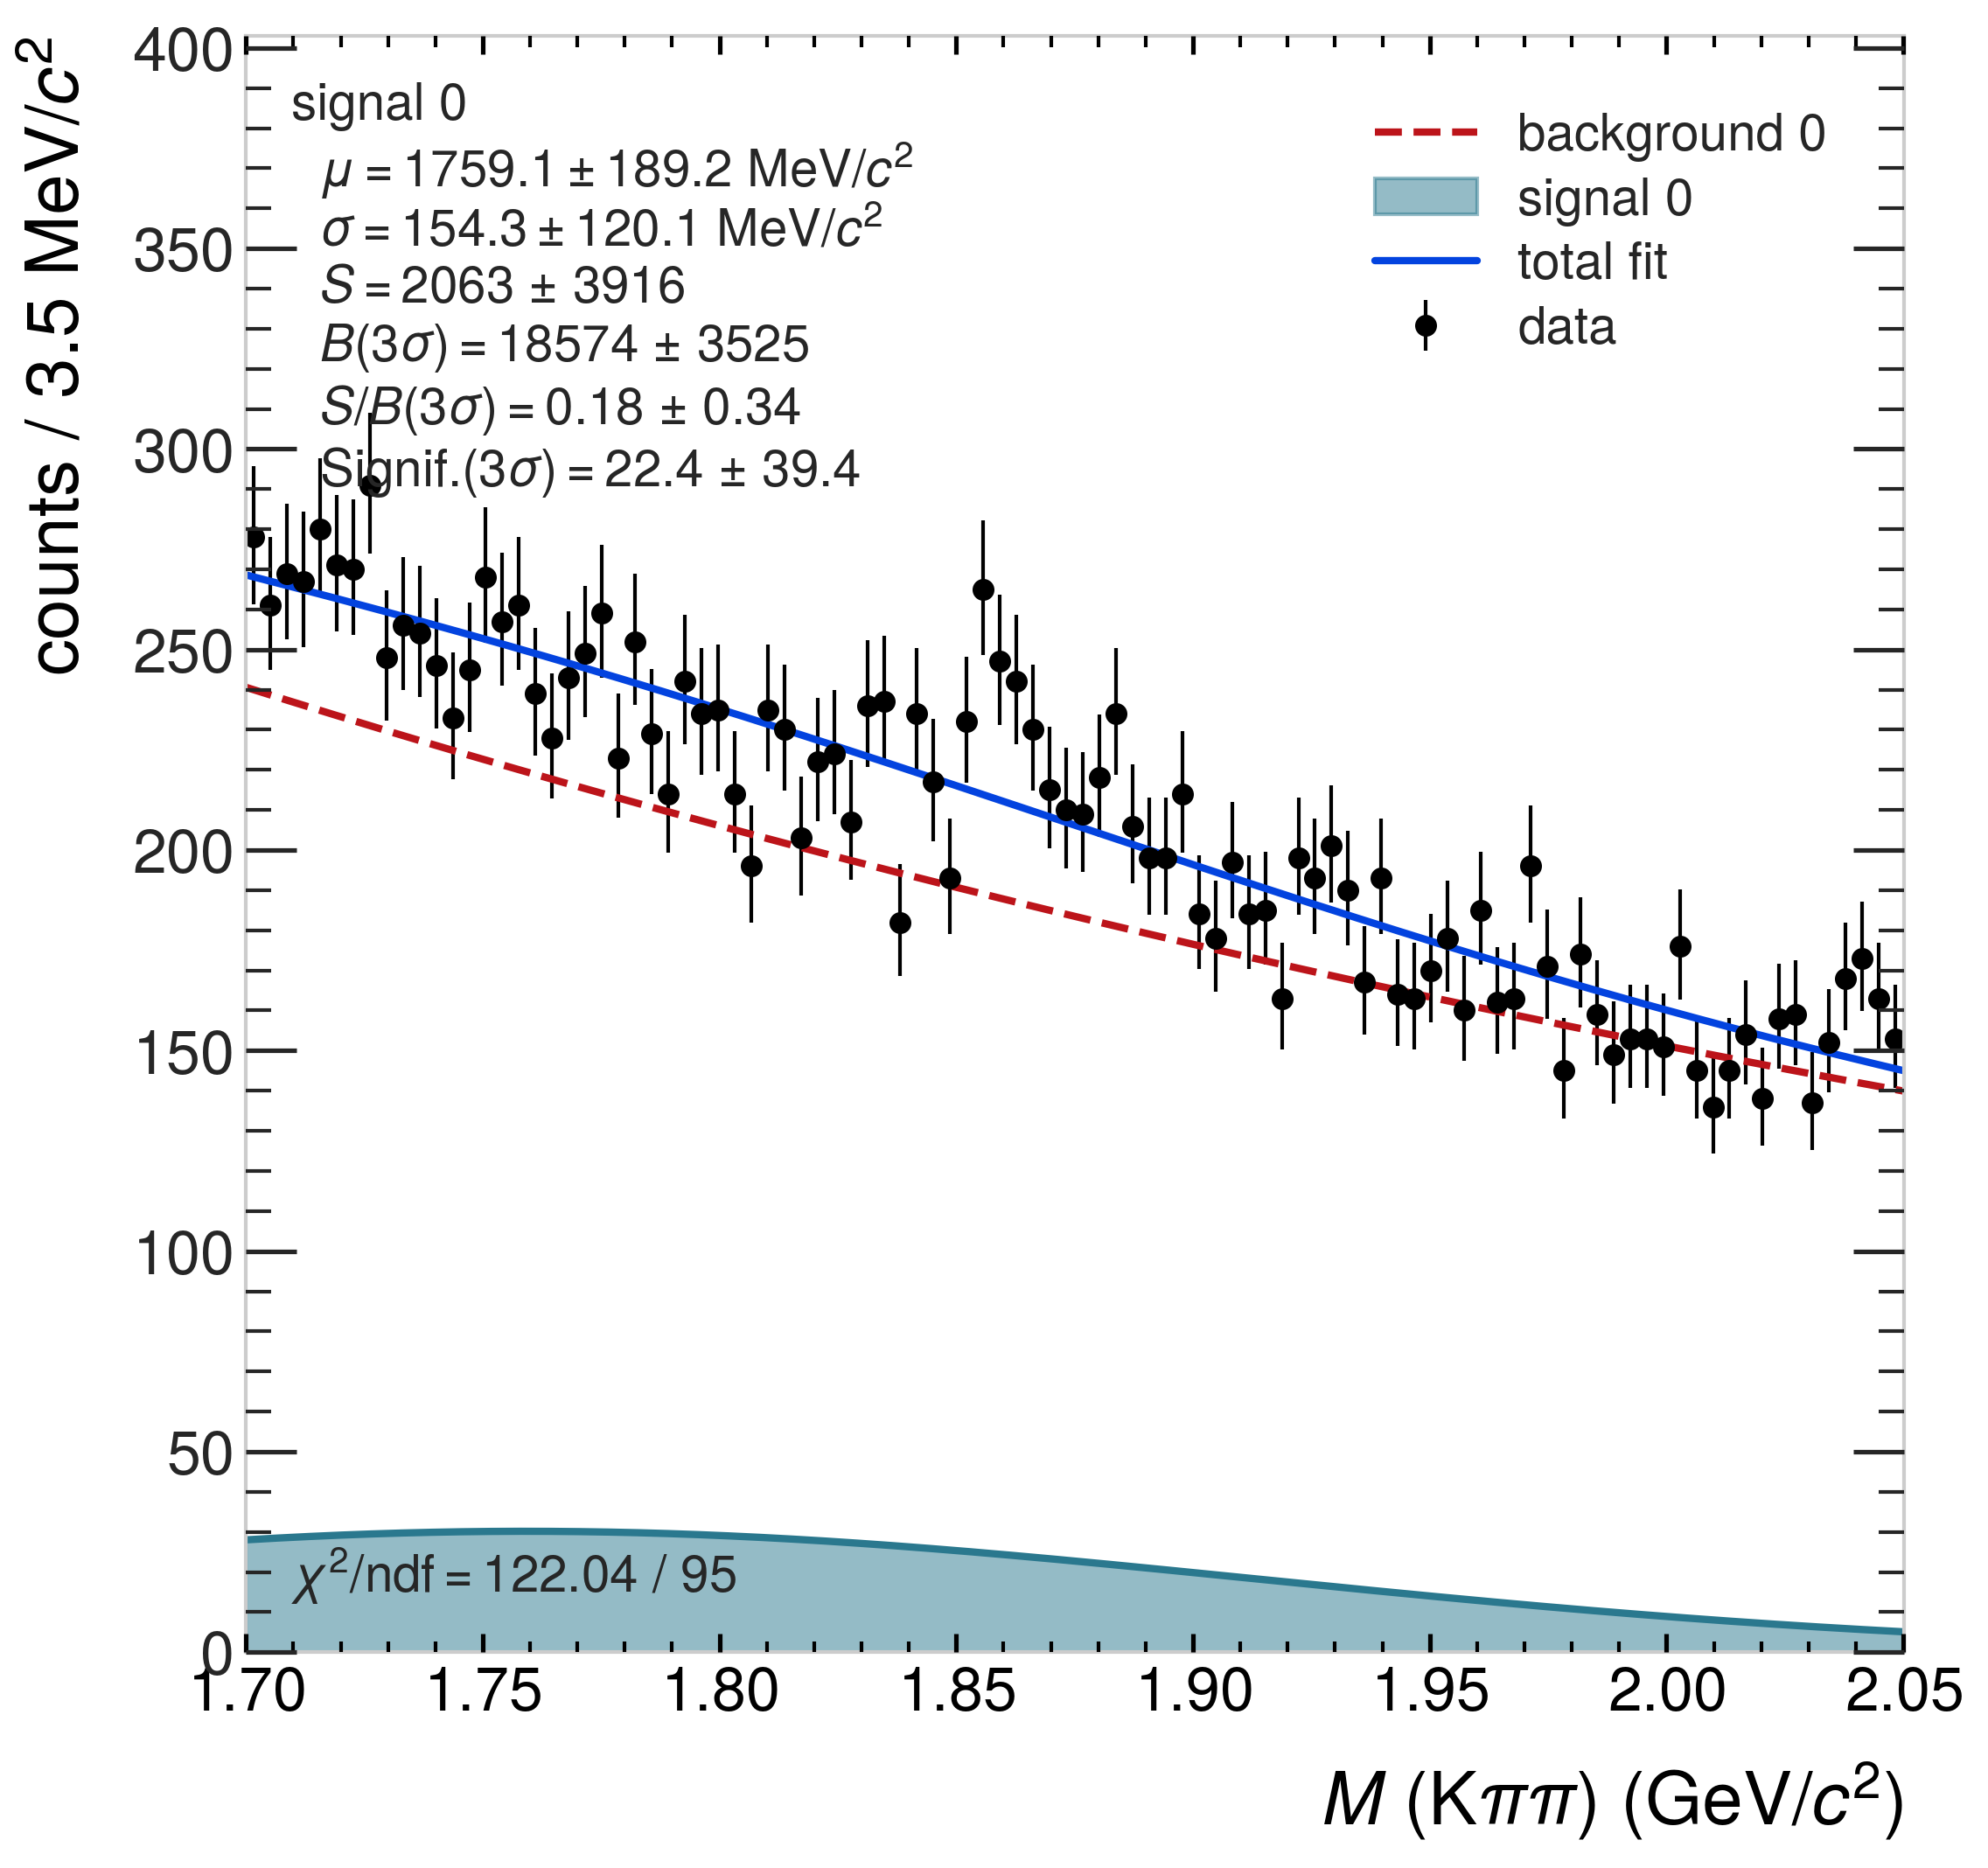 counts / 3.5 MeV/c²
400
350
300
250
200
150
100
50
0
signal 0
μ = 1759.1 ± 189.2 MeV/c²
σ = 154.3 ± 120.1 MeV/c²
S = 2063 ± 3916
B(3σ) = 18574 ± 3525
S/B(3σ) = 0.18 ± 0.34
Signif.(3σ) = 22.4 ± 39.4
background 0
signal 0
total fit
data
χ²/ndf = 122.04 / 95
1.70 1.75 1.80 1.85 1.90 1.95 2.00 2.05
M (Kππ) (GeV/c²)